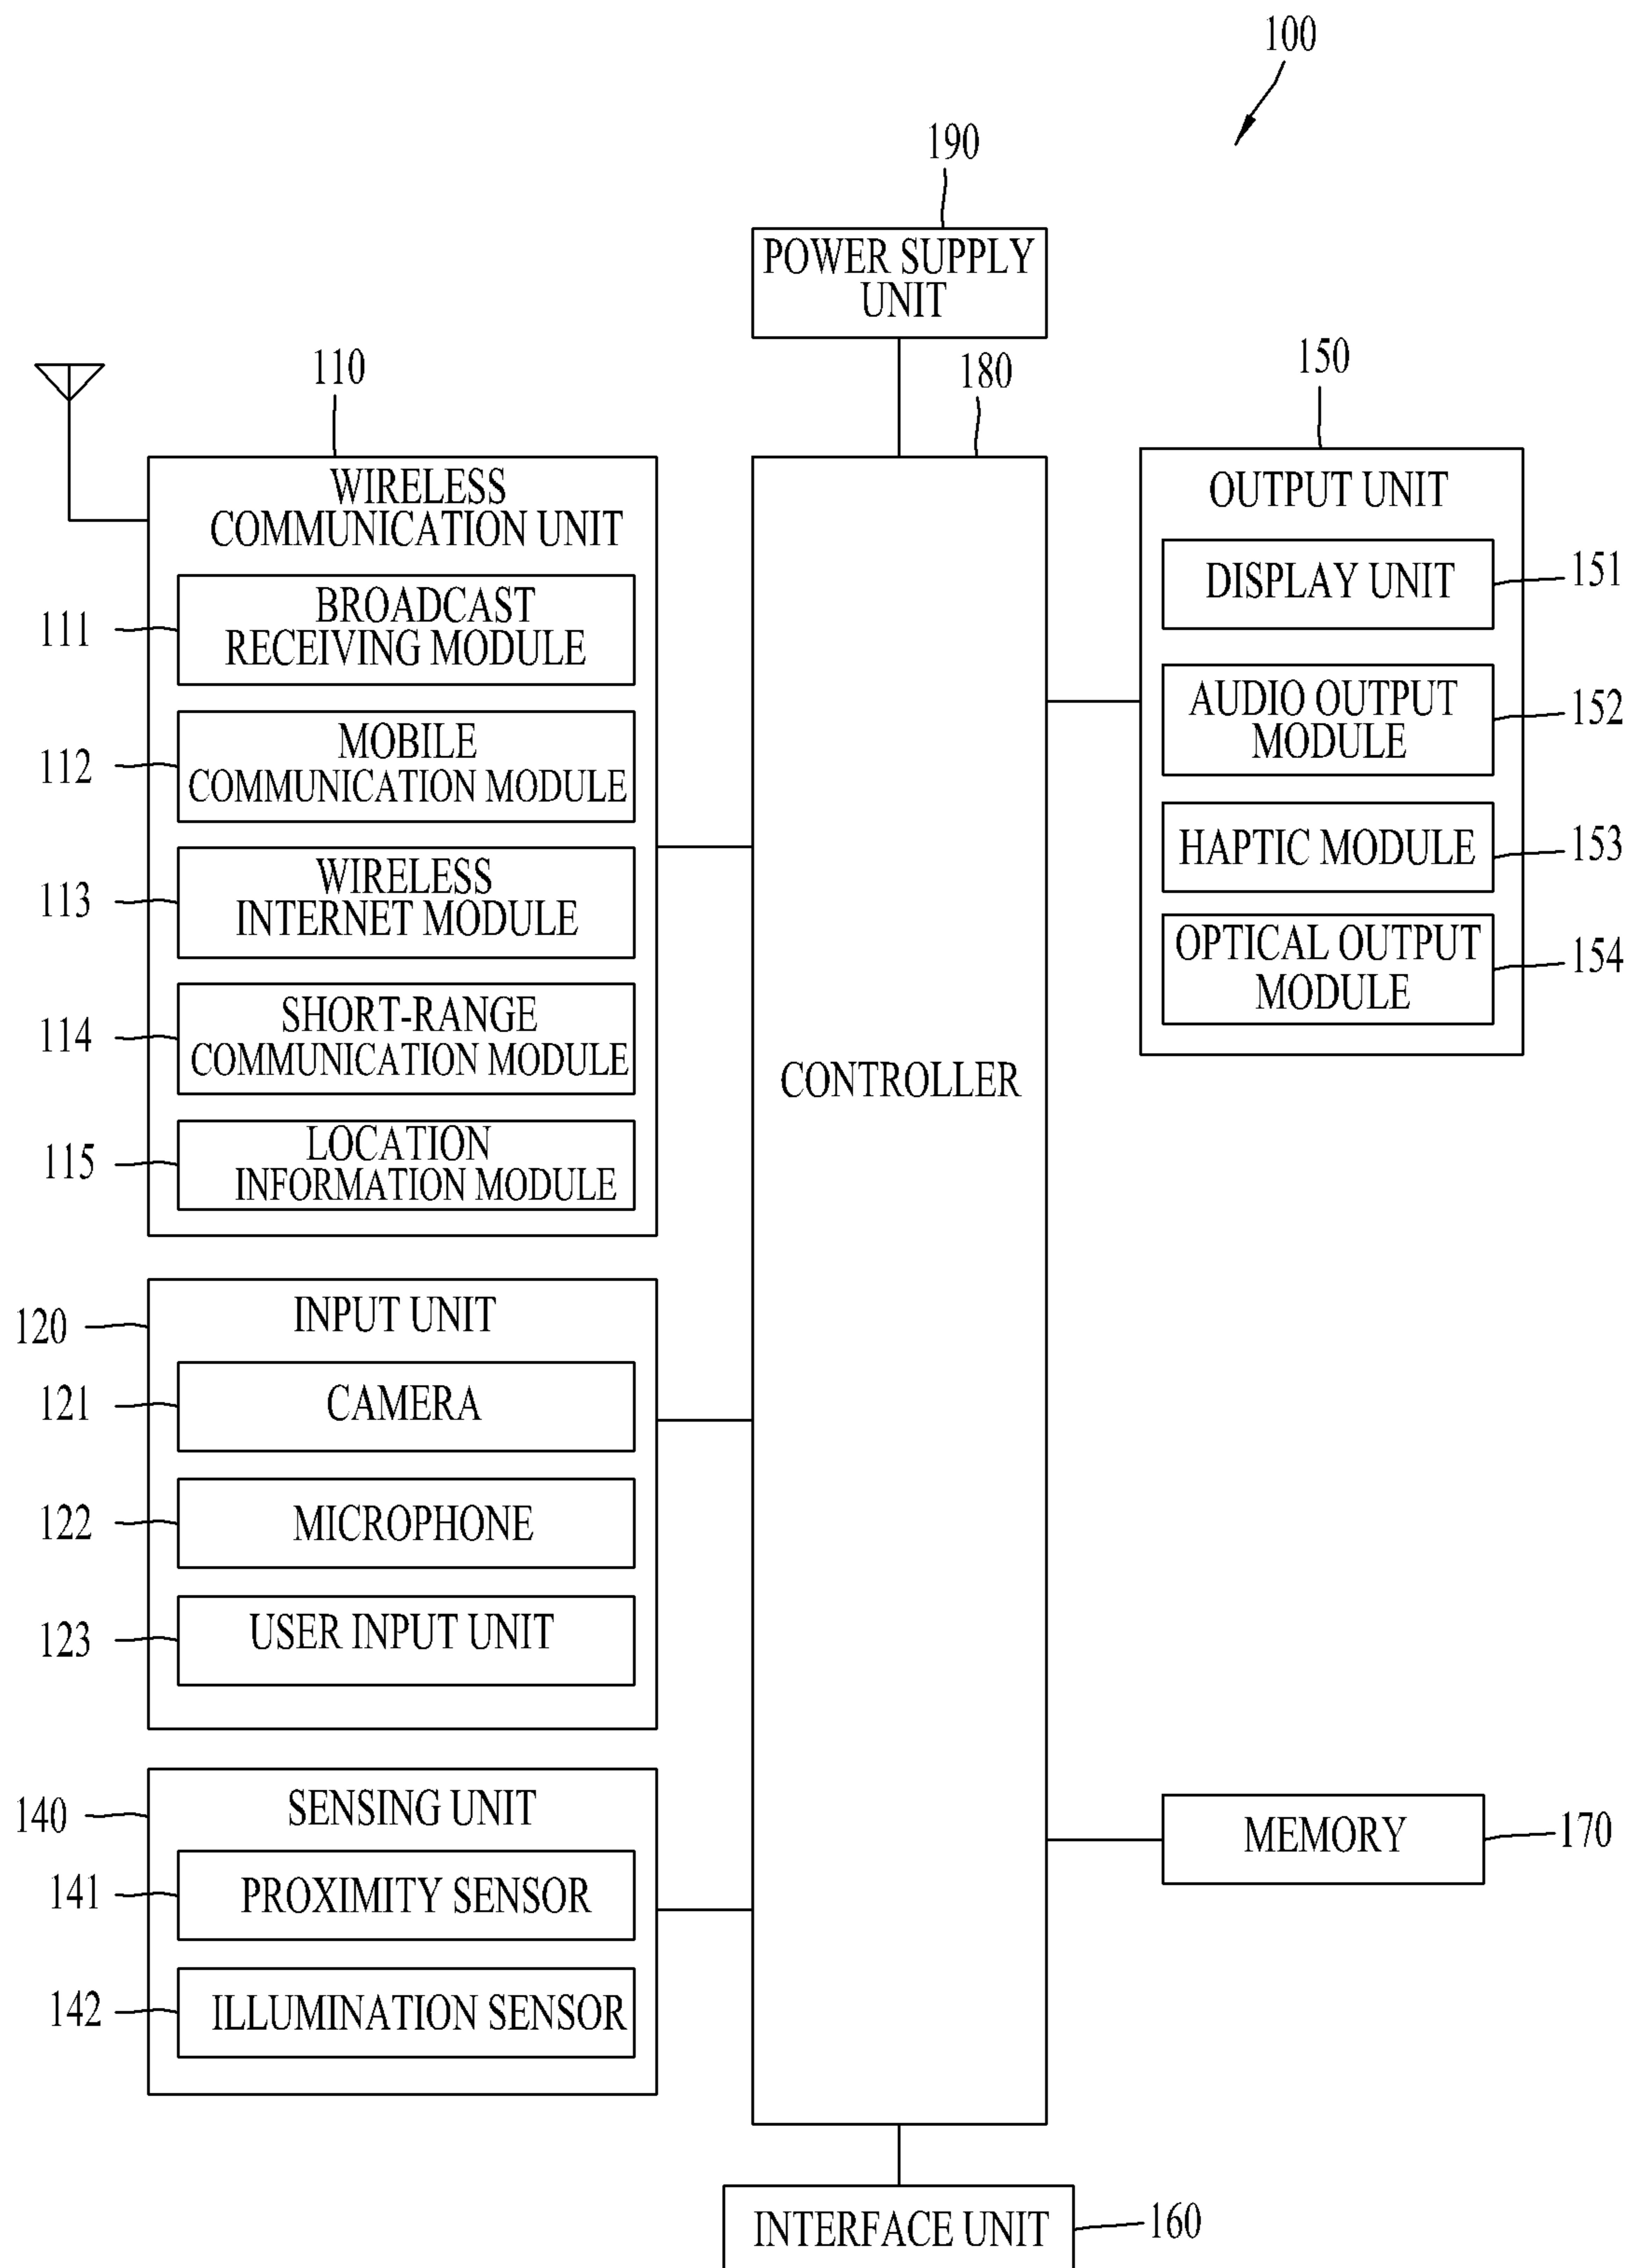 100
190
POWER SUPPLY
UNIT
110
180
150
WIRELESS
COMMUNICATION UNIT
111
BROADCAST
RECEIVING MODULE
112
MOBILE
COMMUNICATION MODULE
113
WIRELESS
INTERNET MODULE
114
SHORT-RANGE
COMMUNICATION MODULE
115
LOCATION
INFORMATION MODULE
120
INPUT UNIT
121
CAMERA
122
MICROPHONE
123
USER INPUT UNIT
140
SENSING UNIT
141
PROXIMITY SENSOR
142
ILLUMINATION SENSOR
CONTROLLER
OUTPUT UNIT
DISPLAY UNIT
151
AUDIO OUTPUT
MODULE
152
HAPTIC MODULE
153
OPTICAL OUTPUT
MODULE
154
MEMORY
170
INTERFACE UNIT
160